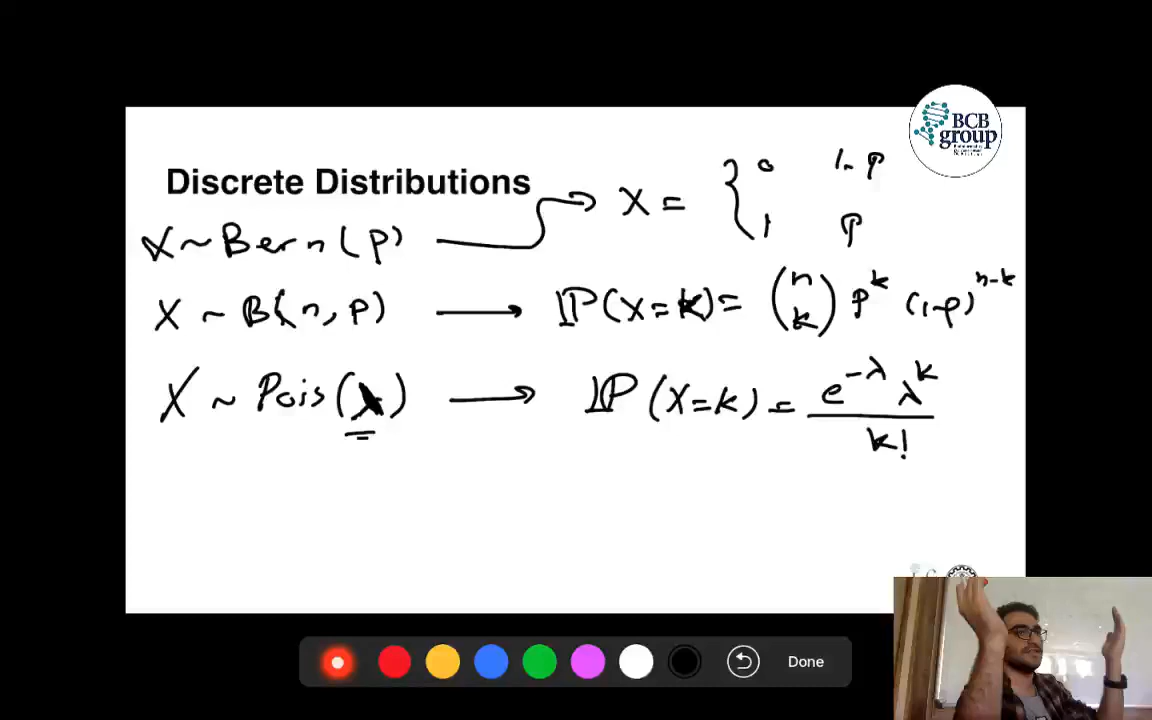 BCB
group
Discrete Distributions
X ~ Bern(p) → X = { 0 1-p
1 p
X ~ B(n, p) → ℙ(X=k) = (n k) p^k (1-p)^{n-k}
X ~ Pois(λ) → ℙ(X=k) = e^{-λ} λ^k / k!
Done